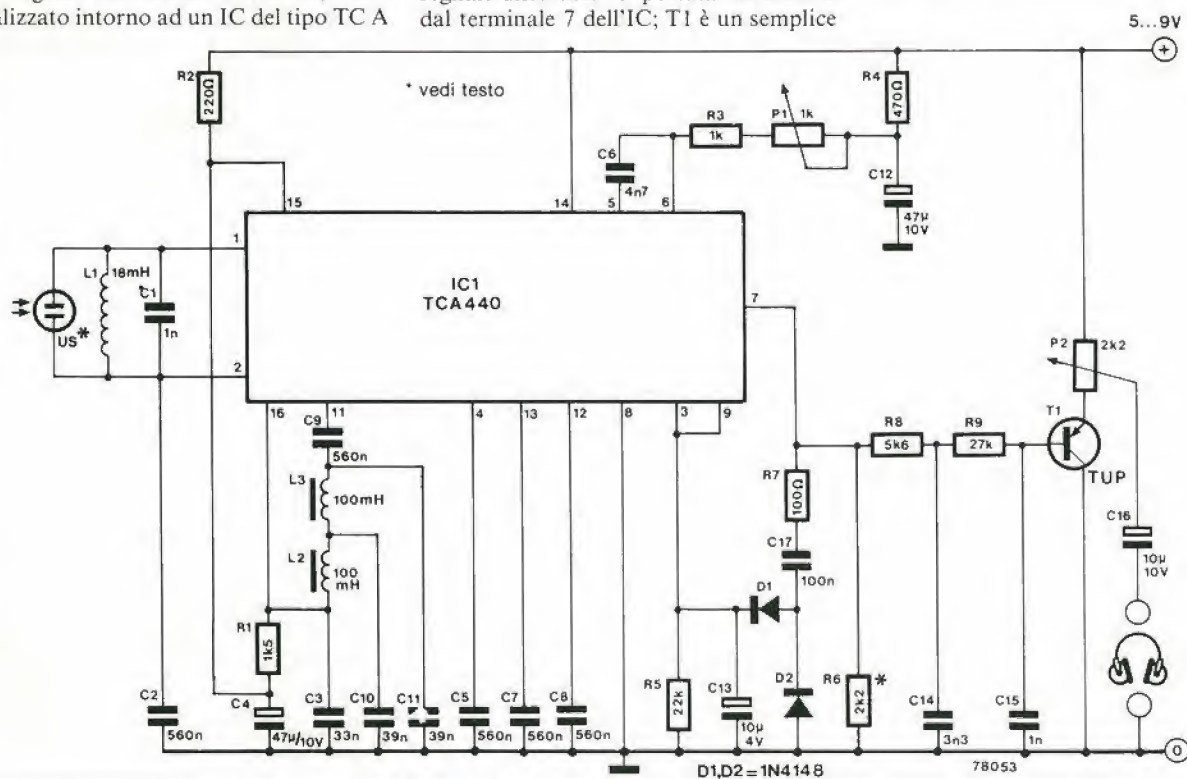 alizzato intorno ad un IC del tipo TC A
dal terminale 7 dell'IC; T1 è un semplice
5...9V
+
R2
220Ω
* vedi testo
R4
470Ω
R3
1k
P1
1k
C6
4n7
C12
47µ
10V
15
14
5
6
1
2
L1
18mH
C1
1n
US*
IC1
TCA440
7
P2
2k2
T1
TUP
16
11
4
13
12
8
3
9
C9
560n
L3
100mH
L2
100
mH
R8
5k6
R9
27k
R7
100Ω
C17
100n
D1
C16
10µ
10V
R1
1k5
C2
560n
C4
47µ/10V
C3
33n
C10
39n
C11
39n
C5
560n
C7
560n
C8
560n
R5
22k
C13
10µ
4V
D2
R6
2k2
*
C14
3n3
C15
1n
0
D1,D2=1N4148
78053